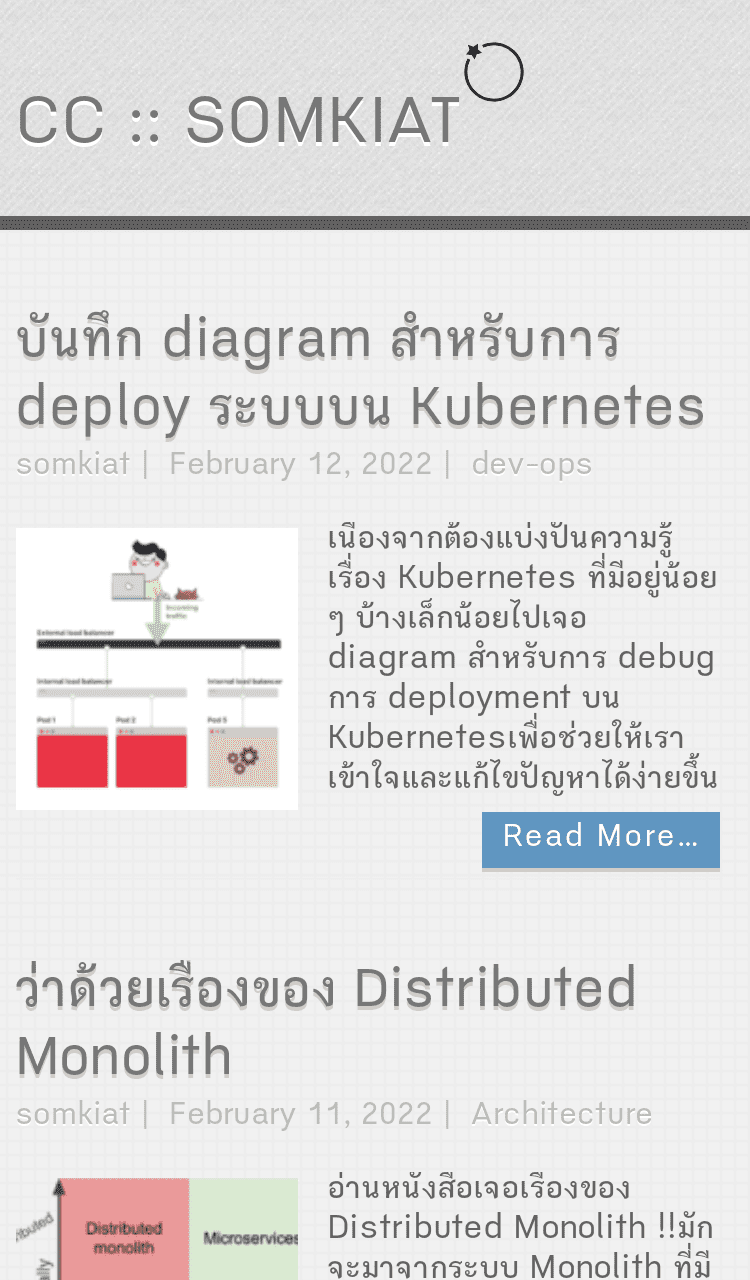 CC :: SOMKIAT
บันทึก diagram สำหรับการ
deploy ระบบบน Kubernetes
somkiat | February 12, 2022 | dev-ops
เนื่องจากต้องแบ่งปันความรู้
เรื่อง Kubernetes ที่มีอยู่น้อย
ๆ บ้างเล็กน้อยไปเจอ
diagram สำหรับการ debug
การ deployment บน
Kubernetesเพื่อช่วยให้เรา
เข้าใจและแก้ไขปัญหาได้ง่ายขึ้น
Incoming
traffic
External load balancer
Internal load balancer
Internal load balancer
Pod 1
Pod 2
Pod 3
Read More...
ว่าด้วยเรื่องของ Distributed
Monolith
somkiat | February 11, 2022 | Architecture
อ่านหนังสือเจอเรื่องของ
Distributed Monolith !!มัก
จะมาจากระบบ Monolith ที่มี
Distributed
monolith
Microservices